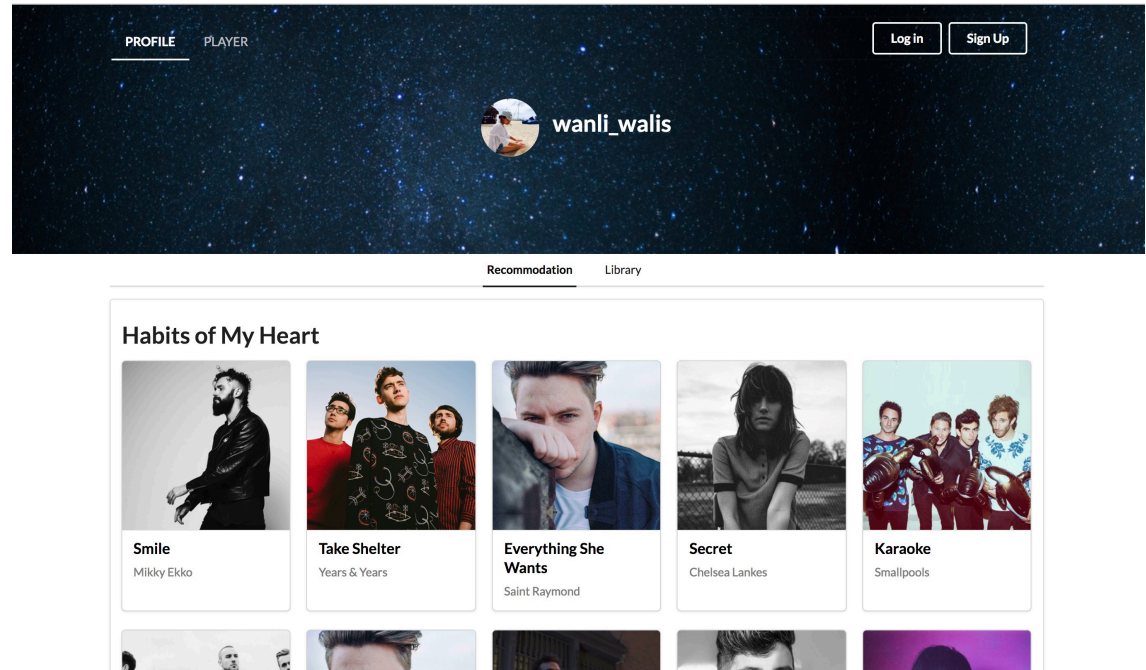 PROFILE PLAYER Log in Sign Up
wanli_walis
Recommodation Library
Habits of My Heart
Smile
Mikky Ekko
Take Shelter
Years & Years
Everything She
Wants
Saint Raymond
Secret
Chelsea Lankes
Karaoke
Smallpools